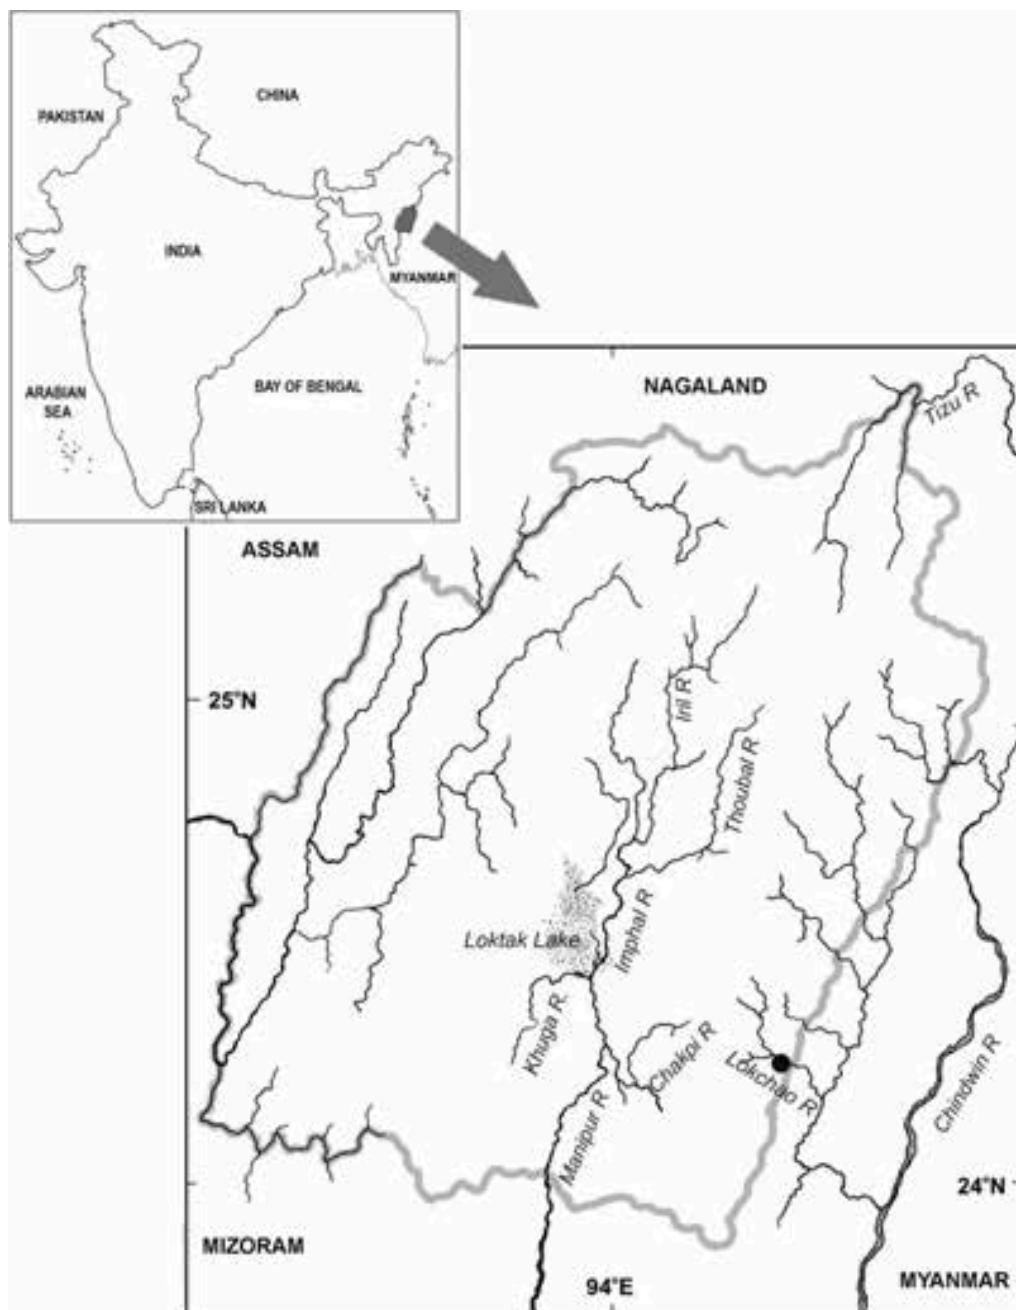 CHINA
PAKISTAN
INDIA
MYANMAR
ARABIAN
SEA
BAY OF BENGAL
SRI LANKA
NAGALAND
Tizu R
ASSAM
25°N
Iril R
Thoubal R
Loktak Lake
Imphal R
Khuga R
Chakpi R
Lokchao R
Chindwin R
Manipur R
24°N
MIZORAM
94°E
MYANMAR